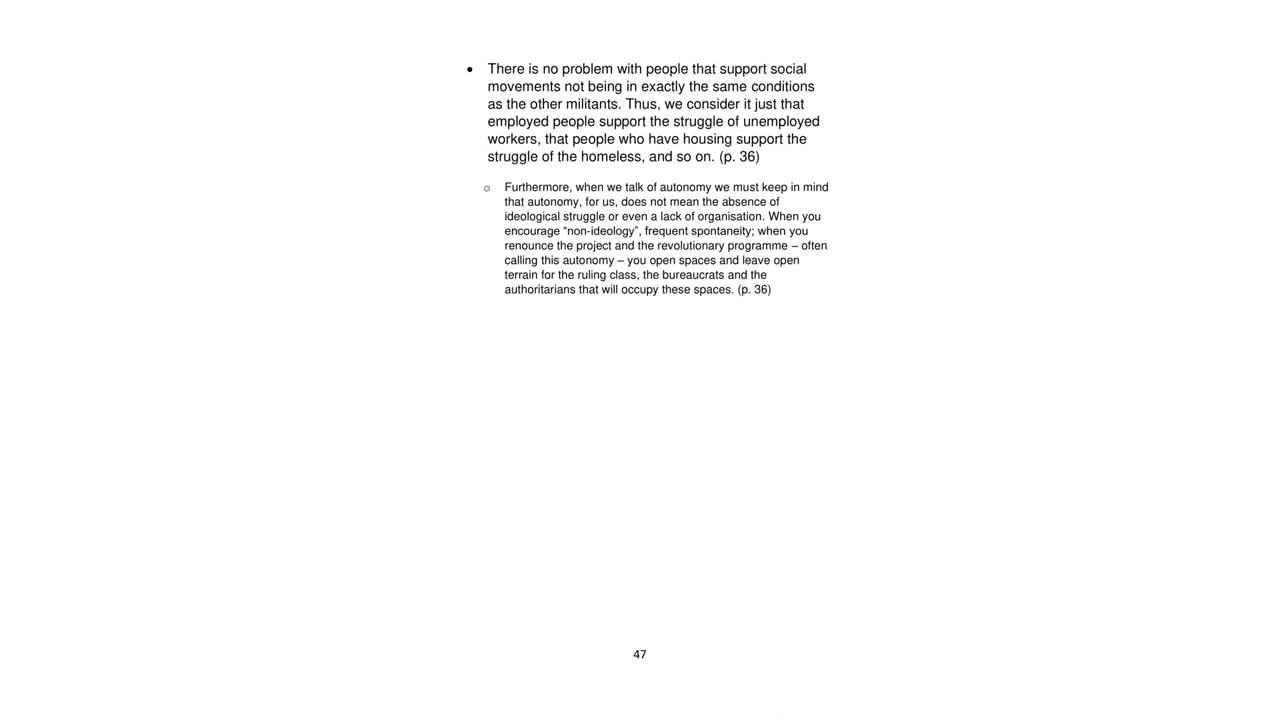 • There is no problem with people that support social
movements not being in exactly the same conditions
as the other militants. Thus, we consider it just that
employed people support the struggle of unemployed
workers, that people who have housing support the
struggle of the homeless, and so on. (p. 36)
○ Furthermore, when we talk of autonomy we must keep in mind
that autonomy, for us, does not mean the absence of
ideological struggle or even a lack of organisation. When you
encourage “non-ideology”, frequent spontaneity; when you
renounce the project and the revolutionary programme – often
calling this autonomy – you open spaces and leave open
terrain for the ruling class, the bureaucrats and the
authoritarians that will occupy these spaces. (p. 36)
47